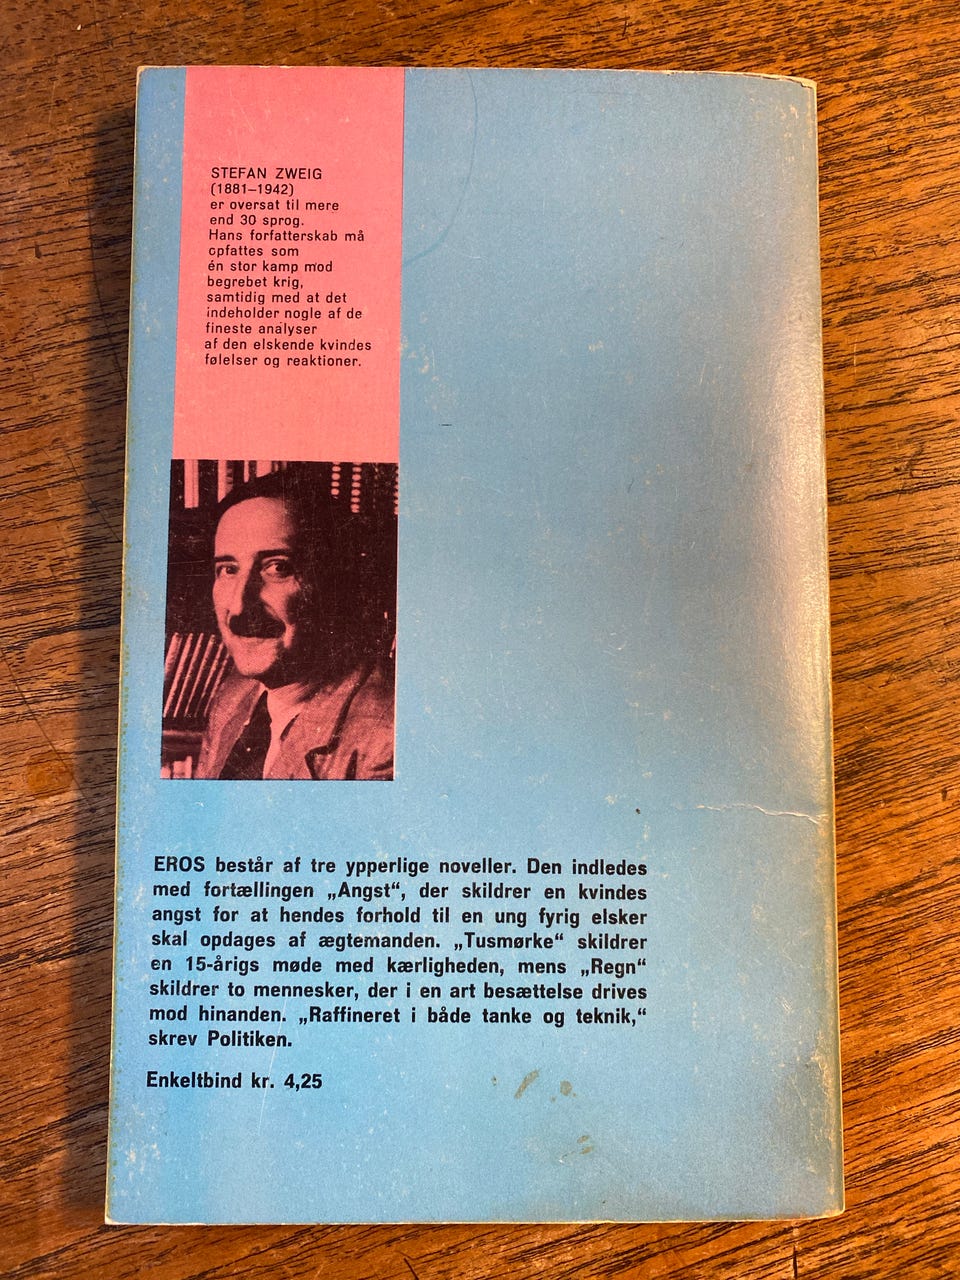 STEFAN ZWEIG
(1881–1942)
er oversat til mere
end 30 sprog.
Hans forfatterskab må
opfattes som
én stor kamp mod
begrebet krig,
samtidig med at det
indeholder nogle af de
fineste analyser
af den elskende kvindes
følelser og reaktioner.
EROS består af tre ypperlige noveller. Den indledes
med fortællingen „Angst“, der skildrer en kvindes
angst for at hendes forhold til en ung fyrig elsker
skal opdages af ægtemanden. „Tusmørke“ skildrer
en 15-årigs møde med kærligheden, mens „Regn“
skildrer to mennesker, der i en art besættelse drives
mod hinanden. „Raffineret i både tanke og teknik,“
skrev Politiken.
Enkeltbind kr. 4,25